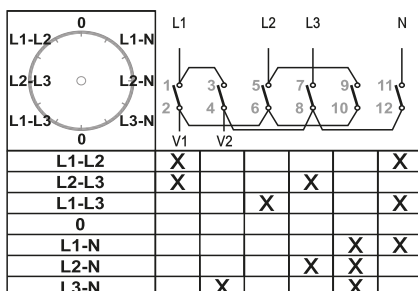 0 L1 L2 L3 N
L1-L2 L1-N
L2-L3 L2-N
L1-L3 L3-N
0
1 3 5 7 9 11
2 4 6 8 10 12
V1 V2
L1-L2 X X
L2-L3 X X
L1-L3 X X
0
L1-N X X
L2-N X X
L3-N X X